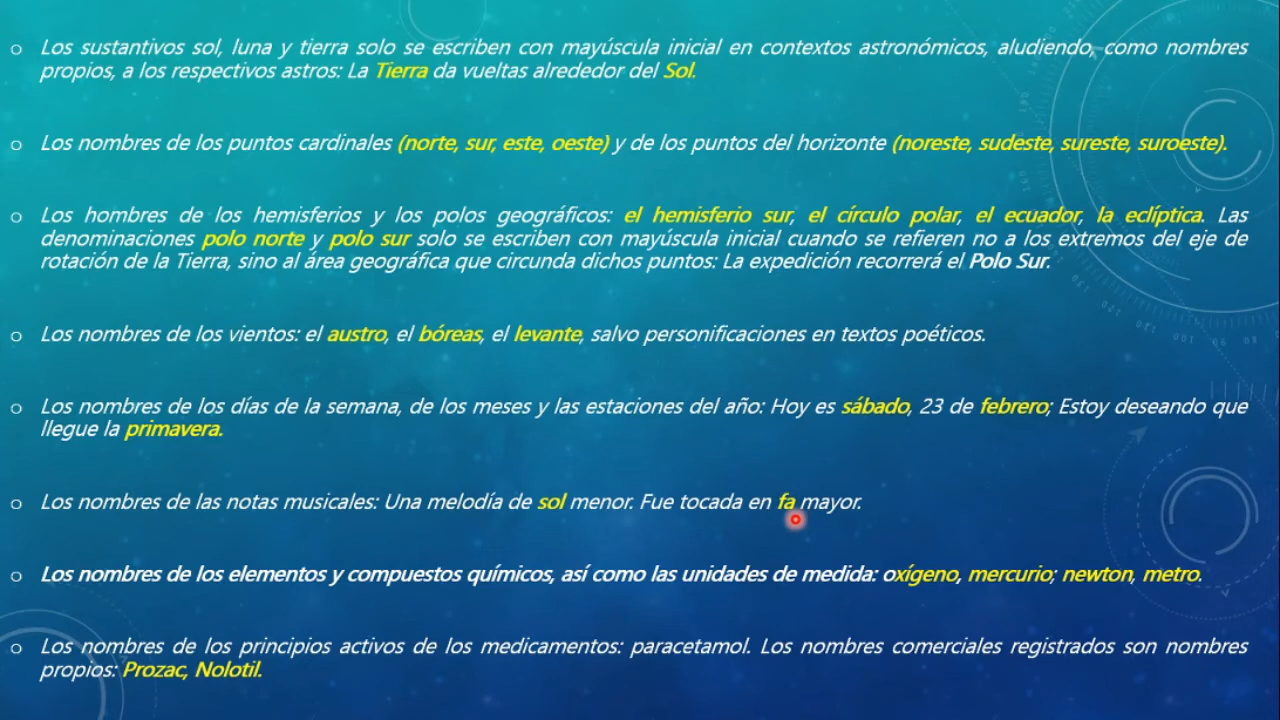 o Los sustantivos sol, luna y tierra solo se escriben con mayúscula inicial en contextos astronómicos, aludiendo, como nombres
propios, a los respectivos astros: La Tierra da vueltas alrededor del Sol.
o Los nombres de los puntos cardinales (norte, sur, este, oeste) y de los puntos del horizonte (noreste, sudeste, sureste, suroeste).
o Los hombres de los hemisferios y los polos geográficos: el hemisferio sur, el círculo polar, el ecuador, la eclíptica. Las
denominaciones polo norte y polo sur solo se escriben con mayúscula inicial cuando se refieren no a los extremos del eje de
rotación de la Tierra, sino al área geográfica que circunda dichos puntos: La expedición recorrerá el Polo Sur.
o Los nombres de los vientos: el austro, el bóreas, el levante, salvo personificaciones en textos poéticos.
o Los nombres de los días de la semana, de los meses y las estaciones del año: Hoy es sábado, 23 de febrero; Estoy deseando que
llegue la primavera.
o Los nombres de las notas musicales: Una melodía de sol menor. Fue tocada en fa mayor.
o Los nombres de los elementos y compuestos químicos, así como las unidades de medida: oxígeno, mercurio; newton, metro.
o Los nombres de los principios activos de los medicamentos: paracetamol. Los nombres comerciales registrados son nombres
propios: Prozac, Nolotil.